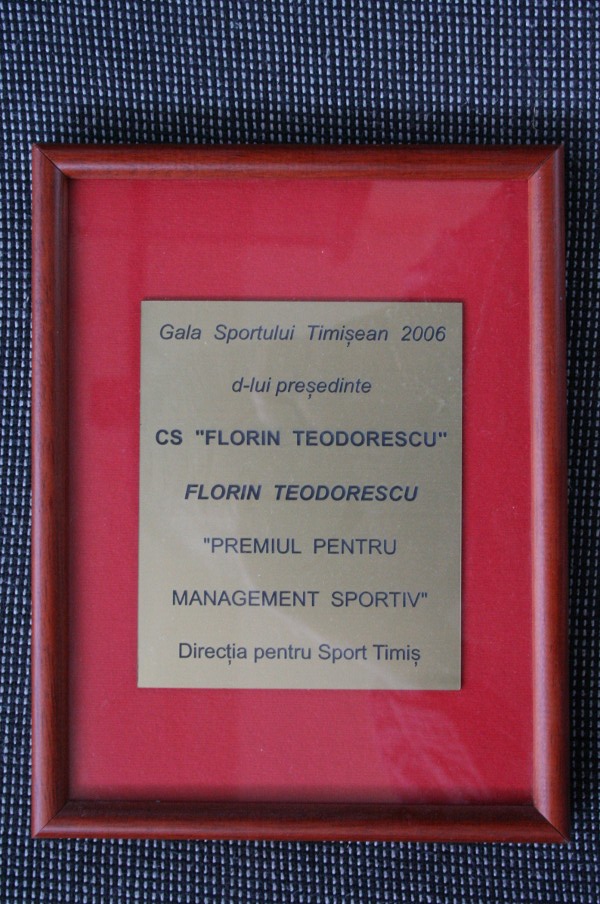 Gala Sportului Timișean 2006
d-lui președinte
CS "FLORIN TEODORESCU"
FLORIN TEODORESCU
"PREMIUL PENTRU
MANAGEMENT SPORTIV"
Direcția pentru Sport Timiș